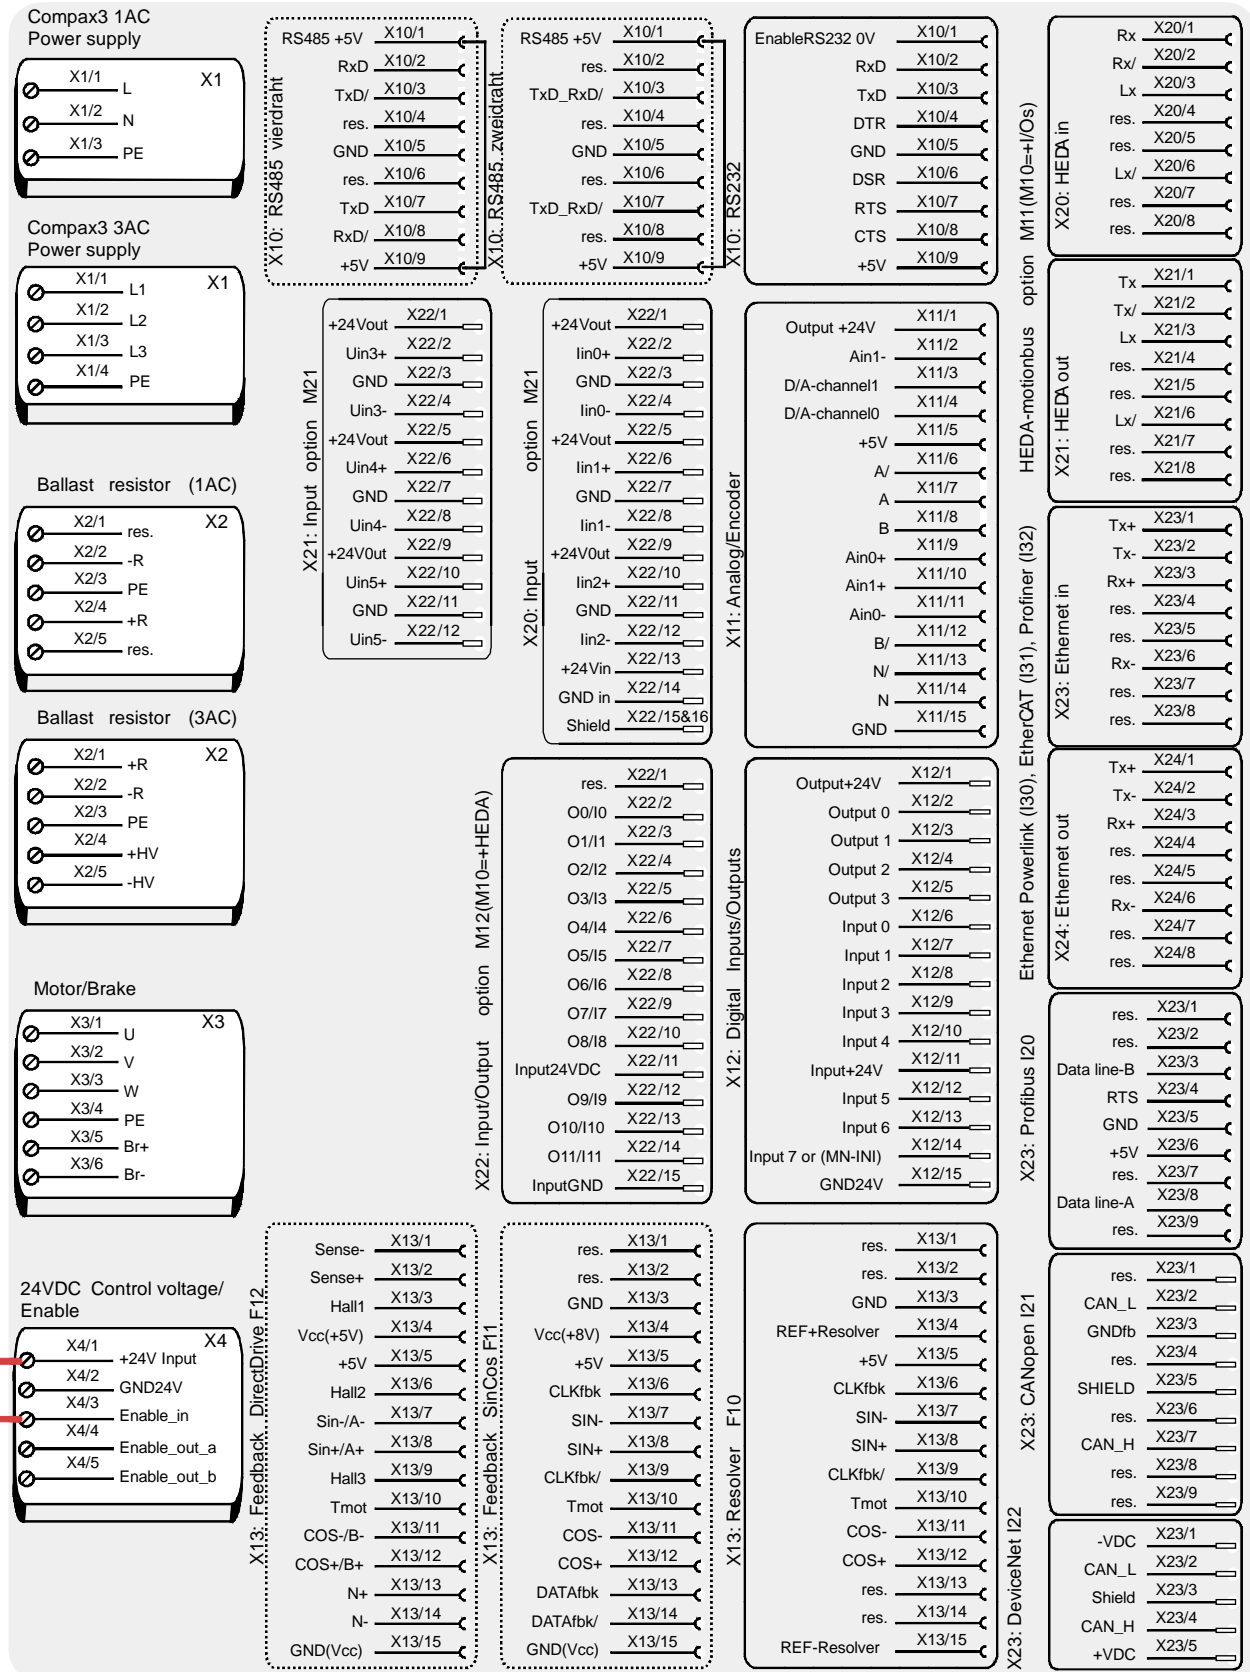 Compax3 1AC
Power supply
X1
X1/1 L
X1/2 N
X1/3 PE
Compax3 3AC
Power supply
X1
X1/1 L1
X1/2 L2
X1/3 L3
X1/4 PE
Ballast resistor (1AC)
X2
X2/1 res.
X2/2 -R
X2/3 PE
X2/4 +R
X2/5 res.
Ballast resistor (3AC)
X2
X2/1 +R
X2/2 -R
X2/3 PE
X2/4 +HV
X2/5 -HV
Motor/Brake
X3
X3/1 U
X3/2 V
X3/3 W
X3/4 PE
X3/5 Br+
X3/6 Br-
24VDC Control voltage/
Enable
X4
X4/1 +24V Input
X4/2 GND24V
X4/3 Enable_in
X4/4 Enable_out_a
X4/5 Enable_out_b
X10: RS485 vierdraht
RS485 +5V X10/1
RxD X10/2
TxD/ X10/3
res. X10/4
GND X10/5
res. X10/6
TxD X10/7
RxD/ X10/8
+5V X10/9
X10: RS485 zweidraht
RS485 +5V X10/1
res. X10/2
TxD_RxD/ X10/3
res. X10/4
GND X10/5
res. X10/6
TxD_RxD/ X10/7
res. X10/8
+5V X10/9
X10: RS232
EnableRS232 0V X10/1
RxD X10/2
TxD X10/3
DTR X10/4
GND X10/5
DSR X10/6
RTS X10/7
CTS X10/8
+5V X10/9
X21: Input option M21
+24Vout X22/1
Uin3+ X22/2
GND X22/3
Uin3- X22/4
+24Vout X22/5
Uin4+ X22/6
GND X22/7
Uin4- X22/8
+24V0ut X22/9
Uin5+ X22/10
GND X22/11
Uin5- X22/12
X20: Input option M21
+24Vout X22/1
Iin0+ X22/2
GND X22/3
Iin0- X22/4
+24Vout X22/5
Iin1+ X22/6
GND X22/7
Iin1- X22/8
+24V0ut X22/9
Iin2+ X22/10
GND X22/11
Iin2- X22/12
+24Vin X22/13
GND in X22/14
Shield X22/15&16
X11: Analog/Encoder
Output +24V X11/1
Ain1- X11/2
D/A-channel1 X11/3
D/A-channel0 X11/4
+5V X11/5
A/ X11/6
A X11/7
B X11/8
Ain0+ X11/9
Ain1+ X11/10
Ain0- X11/11
B/ X11/12
N/ X11/13
N X11/14
GND X11/15
X22: Input/Output option M12(M10=+HEDA)
res. X22/1
O0/I0 X22/2
O1/I1 X22/3
O2/I2 X22/4
O3/I3 X22/5
O4/I4 X22/6
O5/I5 X22/7
O6/I6 X22/8
O7/I7 X22/9
O8/I8 X22/10
Input24VDC X22/11
O9/I9 X22/12
O10/I10 X22/13
O11/I11 X22/14
InputGND X22/15
X12: Digital Inputs/Outputs
Output+24V X12/1
Output 0 X12/2
Output 1 X12/3
Output 2 X12/4
Output 3 X12/5
Input 0 X12/6
Input 1 X12/7
Input 2 X12/8
Input 3 X12/9
Input 4 X12/10
Input+24V X12/11
Input 5 X12/12
Input 6 X12/13
Input 7 or (MN-INI) X12/14
GND24V X12/15
X13: Feedback DirectDrive F12
Sense- X13/1
Sense+ X13/2
Hall1 X13/3
Vcc(+5V) X13/4
+5V X13/5
Hall2 X13/6
Sin-/A- X13/7
Sin+/A+ X13/8
Hall3 X13/9
Tmot X13/10
COS-/B- X13/11
COS+/B+ X13/12
N+ X13/13
N- X13/14
GND(Vcc) X13/15
X13: Feedback SinCos F11
res. X13/1
res. X13/2
GND X13/3
Vcc(+8V) X13/4
+5V X13/5
CLKfbk X13/6
SIN- X13/7
SIN+ X13/8
CLKfbk/ X13/9
Tmot X13/10
COS- X13/11
COS+ X13/12
DATAfbk X13/13
DATAfbk/ X13/14
GND(Vcc) X13/15
X13: Resolver F10
res. X13/1
res. X13/2
GND X13/3
REF+Resolver X13/4
+5V X13/5
CLKfbk X13/6
SIN- X13/7
SIN+ X13/8
CLKfbk/ X13/9
Tmot X13/10
COS- X13/11
COS+ X13/12
res. X13/13
res. X13/14
REF-Resolver X13/15
HEDA-motionbus option M11(M10=+I/Os)
X20: HEDA in
Rx X20/1
Rx/ X20/2
Lx X20/3
res. X20/4
res. X20/5
Lx/ X20/6
res. X20/7
res. X20/8
X21: HEDA out
Tx X21/1
Tx/ X21/2
Lx X21/3
res. X21/4
res. X21/5
Lx/ X21/6
res. X21/7
res. X21/8
Ethernet Powerlink (I30), EtherCAT (I31), Profiner (I32)
X23: Ethernet in
Tx+ X23/1
Tx- X23/2
Rx+ X23/3
res. X23/4
res. X23/5
Rx- X23/6
res. X23/7
res. X23/8
X24: Ethernet out
Tx+ X24/1
Tx- X24/2
Rx+ X24/3
res. X24/4
res. X24/5
Rx- X24/6
res. X24/7
res. X24/8
X23: Profibus I20
res. X23/1
res. X23/2
Data line-B X23/3
RTS X23/4
GND X23/5
+5V X23/6
res. X23/7
Data line-A X23/8
res. X23/9
X23: CANopen I21
res. X23/1
CAN_L X23/2
GNDfb X23/3
res. X23/4
SHIELD X23/5
res. X23/6
CAN_H X23/7
res. X23/8
res. X23/9
X23: DeviceNet I22
-VDC X23/1
CAN_L X23/2
Shield X23/3
CAN_H X23/4
+VDC X23/5